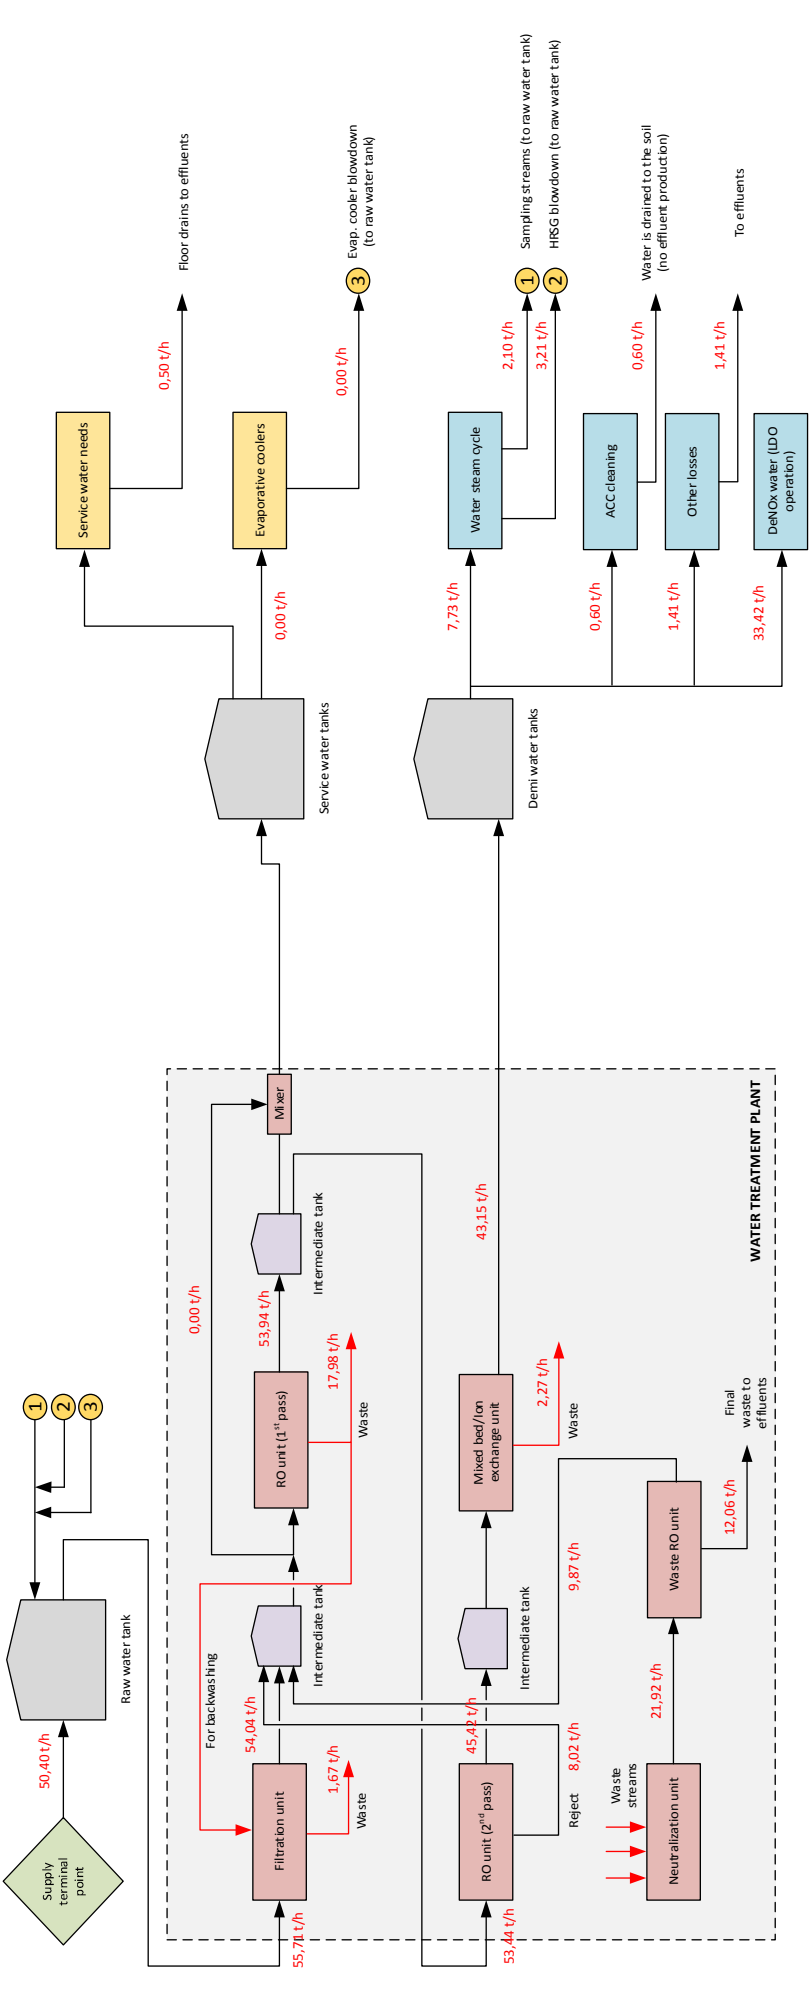 Supply
terminal
point
50,40 t/h
Raw water tank
1
2
3
55,71 t/h
Filtration unit
For backwashing
54,04 t/h
1,67 t/h
Waste
Intermediate tank
0,00 t/h
RO unit (1st pass)
17,98 t/h
Waste
53,94 t/h
Intermediate tank
Mixer
53,44 t/h
RO unit (2nd pass)
Reject
8,02 t/h
45,42 t/h
Intermediate tank
Mixed bed/Ion
exchange unit
2,27 t/h
Waste
43,15 t/h
9,87 t/h
Waste
streams
Neutralization unit
21,92 t/h
Waste RO unit
12,06 t/h
Final
waste to
effluents
WATER TREATMENT PLANT
Service water tanks
Service water needs
0,50 t/h
Floor drains to effluents
0,00 t/h
Evaporative coolers
0,00 t/h
3
Evap. cooler blowdown
(to raw water tank)
Demi water tanks
7,73 t/h
Water steam cycle
2,10 t/h
1
Sampling streams (to raw water tank)
3,21 t/h
2
HRSG blowdown (to raw water tank)
0,60 t/h
ACC cleaning
0,60 t/h
Water is drained to the soil
(no effluent production)
1,41 t/h
Other losses
1,41 t/h
To effluents
33,42 t/h
DeNOx water (LDO
operation)